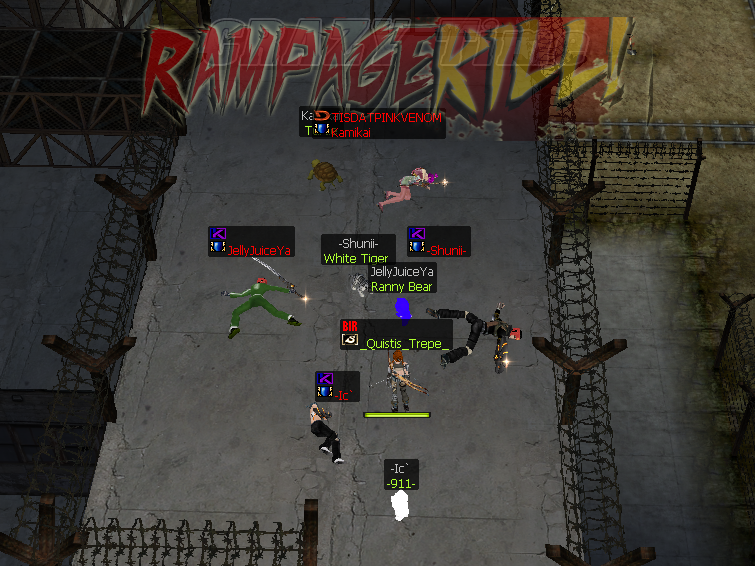 RAMPAGEKILL!
TISDATPINKVENOM
Kamikai
JellyJuiceYa
-Shunii-
White Tiger
-Shunii-
JellyJuiceYa
Ranny Bear
BIR
_Quistis_Trepe_
-Ic`
-Ic`
-911-